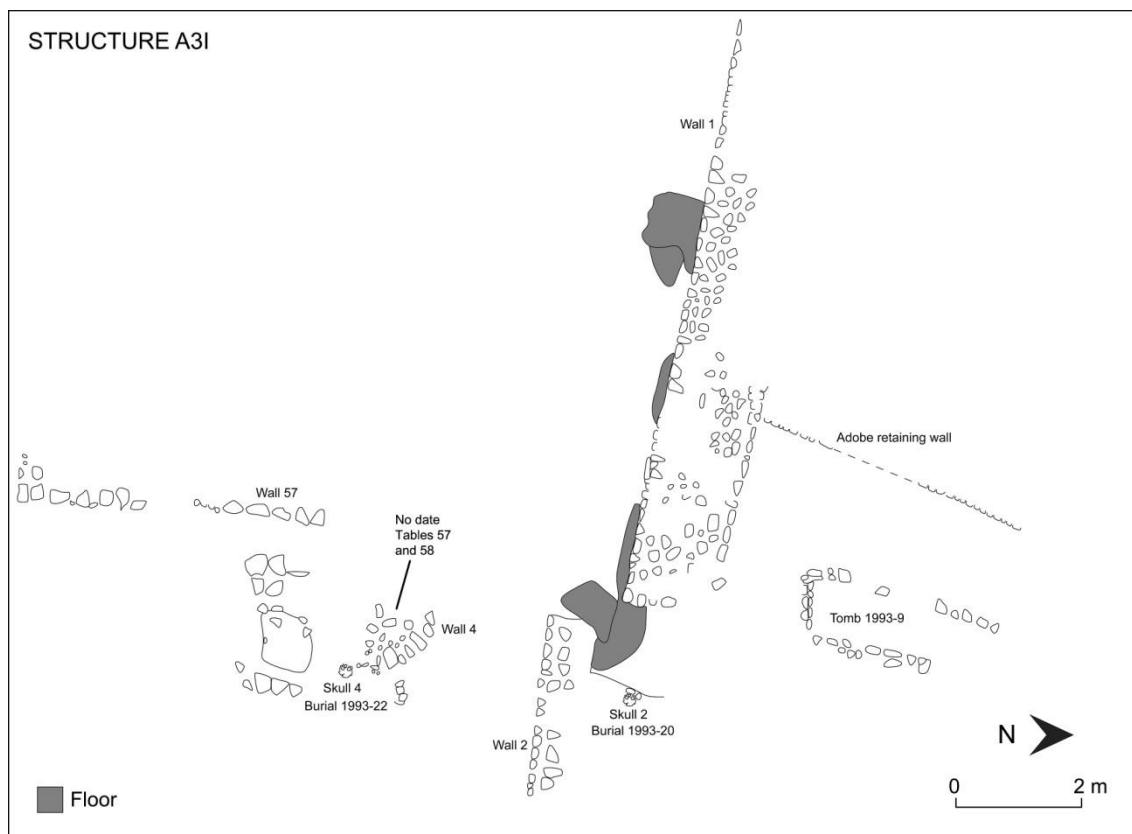 STRUCTURE A3I
Wall 1
Adobe retaining wall
Wall 57
No date
Tables 57
and 58
Wall 4
Tomb 1993-9
Skull 4
Burial 1993-22
Skull 2
Burial 1993-20
Wall 2
N
Floor
0 2 m